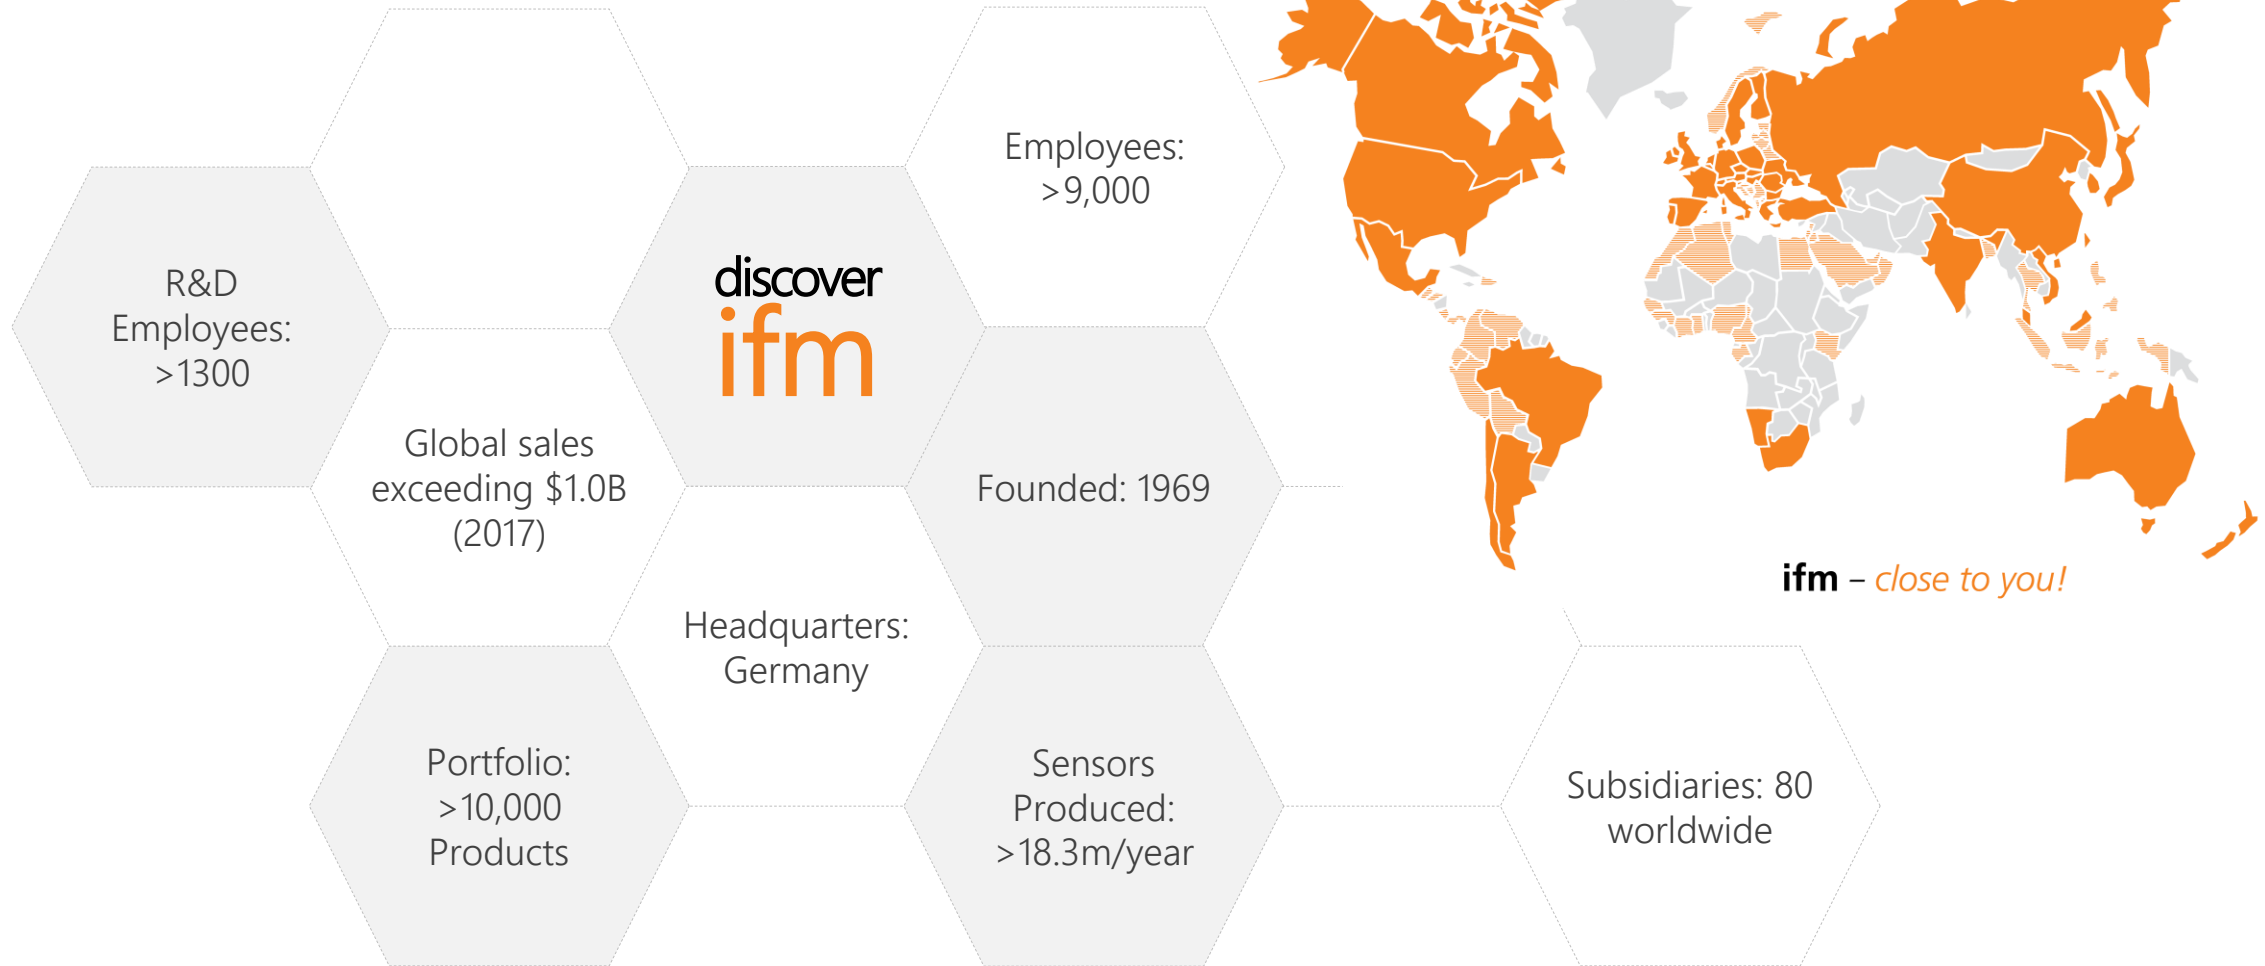 Employees:
>9,000
R&D
Employees:
>1300
discover
ifm
Global sales
exceeding $1.0B
(2017)
Founded: 1969
ifm – close to you!
Headquarters:
Germany
Portfolio:
>10,000
Products
Sensors
Produced:
>18.3m/year
Subsidiaries: 80
worldwide